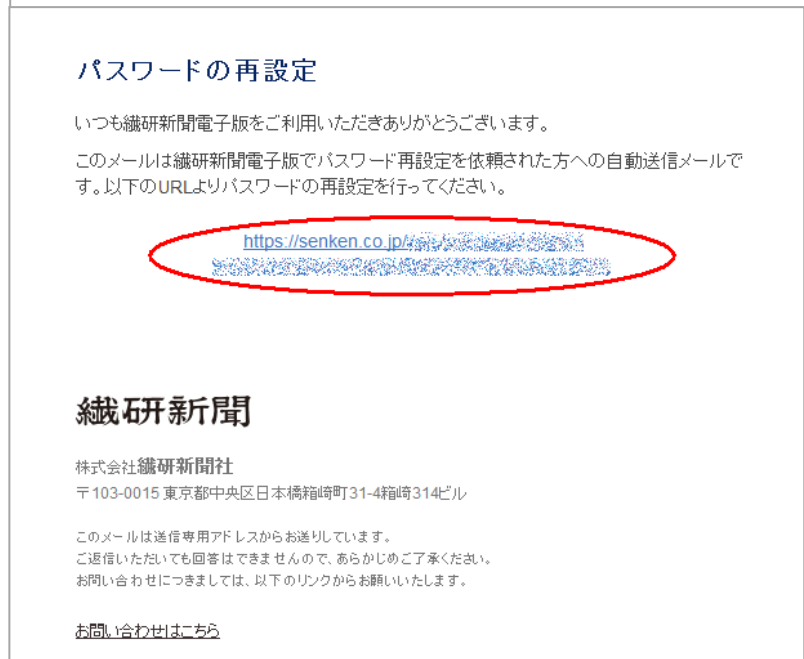 パスワードの再設定
いつも繊研新聞電子版をご利用いただきありがとうございます。
このメールは繊研新聞電子版でパスワード再設定を依頼された方への自動送信メールで
す。以下のURLよりパスワードの再設定を行ってください。
https://senken.co.jp/
繊研新聞
株式会社繊研新聞社
〒103-0015 東京都中央区日本橋箱崎町31-4箱崎314ビル
このメールは送信専用アドレスからお送りしています。
ご返信いただいても回答はできませんので、あらかじめご了承ください。
お問い合わせにつきましては、以下のリンクからお願いいたします。
お問い合わせはこちら